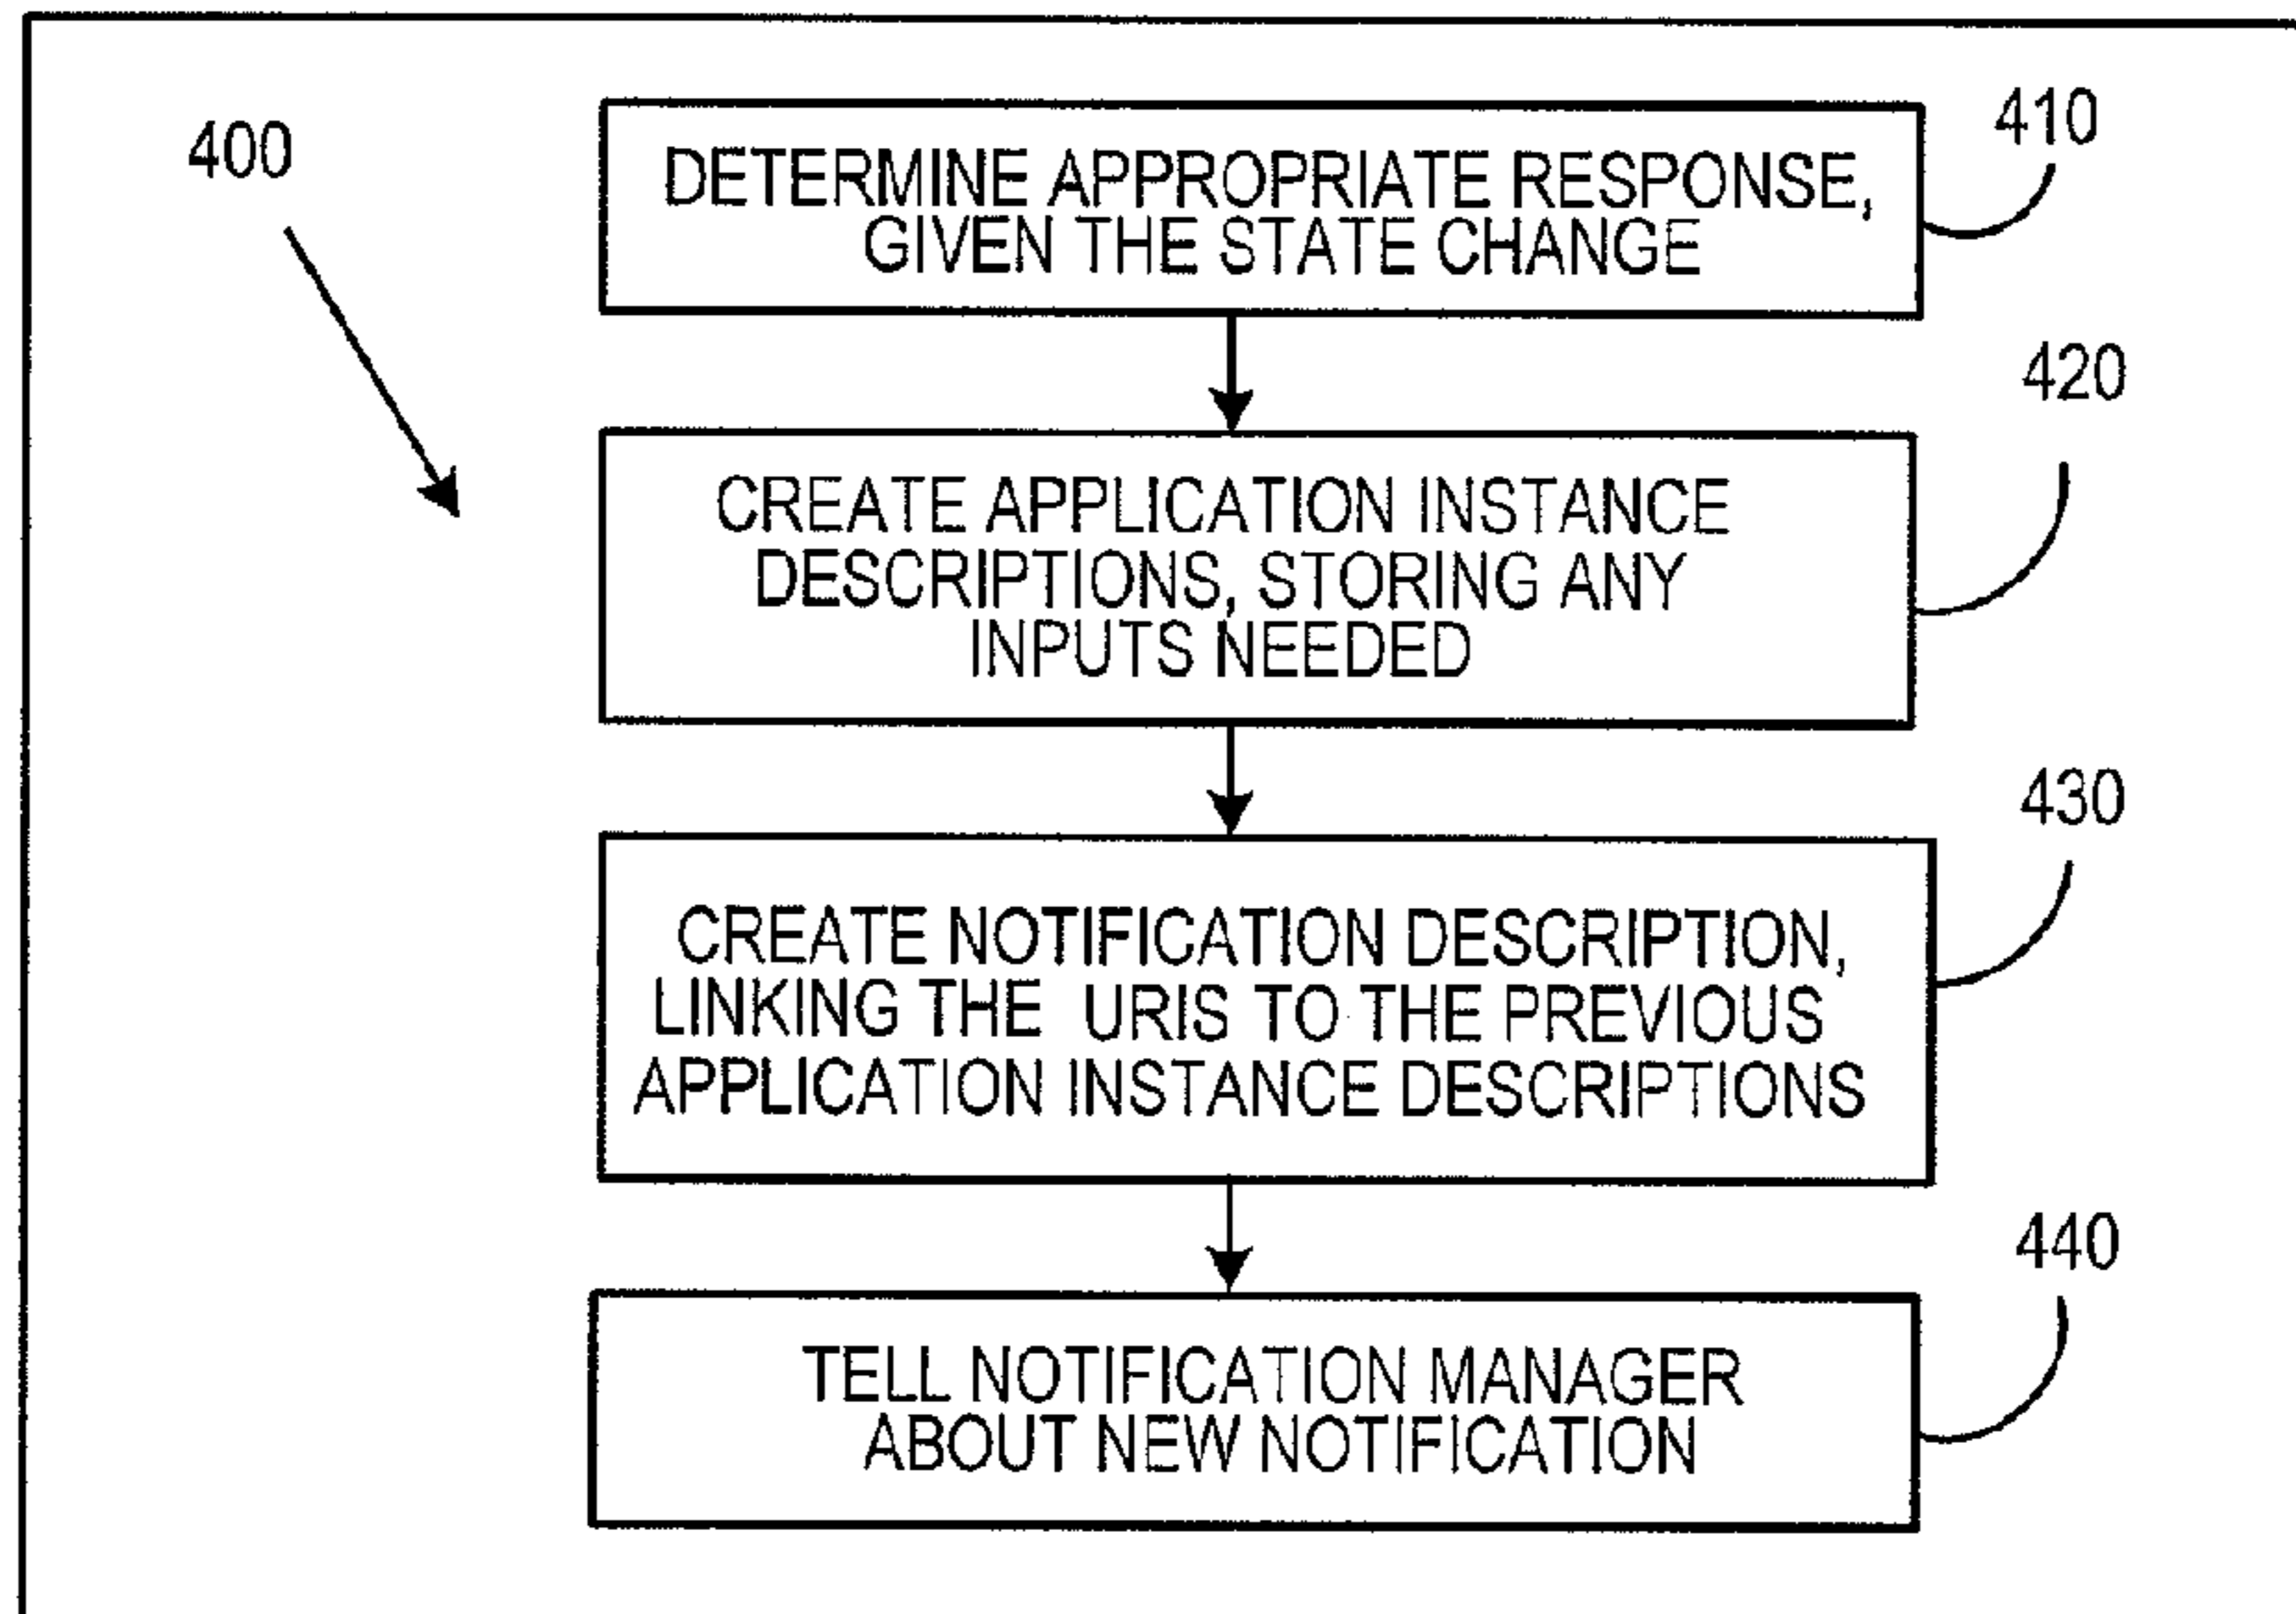 400
410
DETERMINE APPROPRIATE RESPONSE,
GIVEN THE STATE CHANGE
420
CREATE APPLICATION INSTANCE
DESCRIPTIONS, STORING ANY
INPUTS NEEDED
430
CREATE NOTIFICATION DESCRIPTION,
LINKING THE URIS TO THE PREVIOUS
APPLICATION INSTANCE DESCRIPTIONS
440
TELL NOTIFICATION MANAGER
ABOUT NEW NOTIFICATION